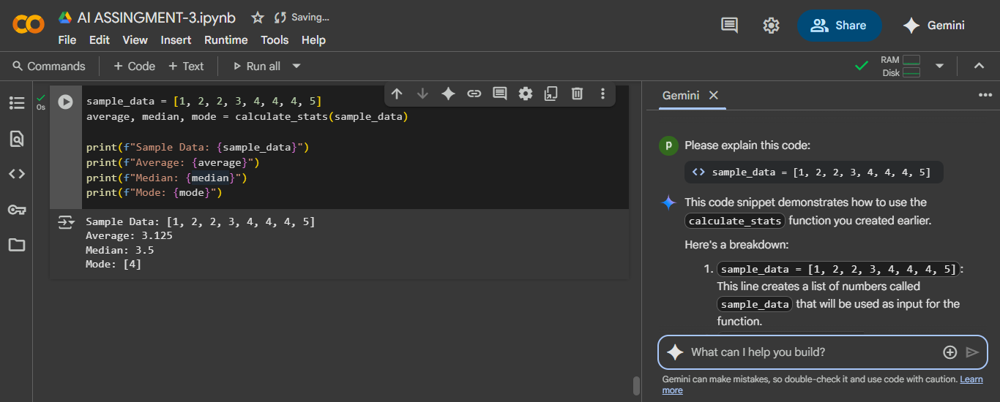 AI ASSINGMENT-3.ipynb
Saving...
File Edit View Insert Runtime Tools Help
Share
Gemini
Commands + Code + Text Run all
RAM
Disk
0s
sample_data = [1, 2, 2, 3, 4, 4, 4, 5]
average, median, mode = calculate_stats(sample_data)
print(f"Sample Data: {sample_data}")
print(f"Average: {average}")
print(f"Median: {median}")
print(f"Mode: {mode}")
Sample Data: [1, 2, 2, 3, 4, 4, 4, 5]
Average: 3.125
Median: 3.5
Mode: [4]
Gemini
P
Please explain this code:
<> sample_data = [1, 2, 2, 3, 4, 4, 4, 5]
This code snippet demonstrates how to use the
calculate_stats function you created earlier.
Here's a breakdown:
1. sample_data = [1, 2, 2, 3, 4, 4, 4, 5]:
This line creates a list of numbers called
sample_data that will be used as input for the
function.
What can I help you build?
Gemini can make mistakes, so double-check it and use code with caution. Learn
more